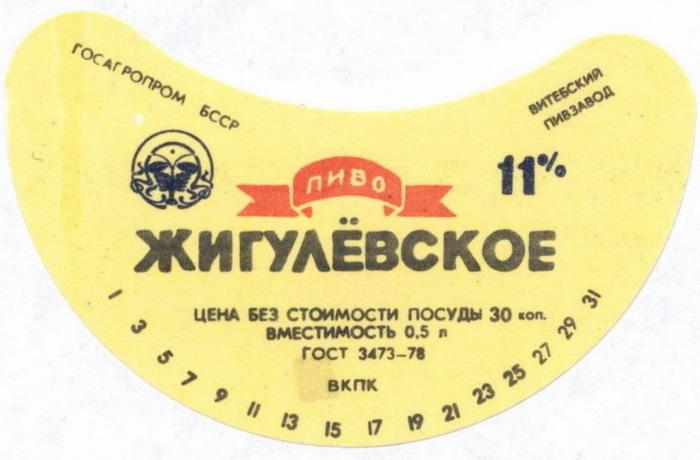 ГОСАГРОПРОМ БССР
ВИТЕБСКИЙ
ПИВЗАВОД
11%
ПИВО
ЖИГУЛЁВСКОЕ
ЦЕНА БЕЗ СТОИМОСТИ ПОСУДЫ 30 коп.
ВМЕСТИМОСТЬ 0,5 л
ГОСТ 3473—78
ВКПК
1 3 5 7 9 11 13 15 17 19 21 23 25 27 29 31